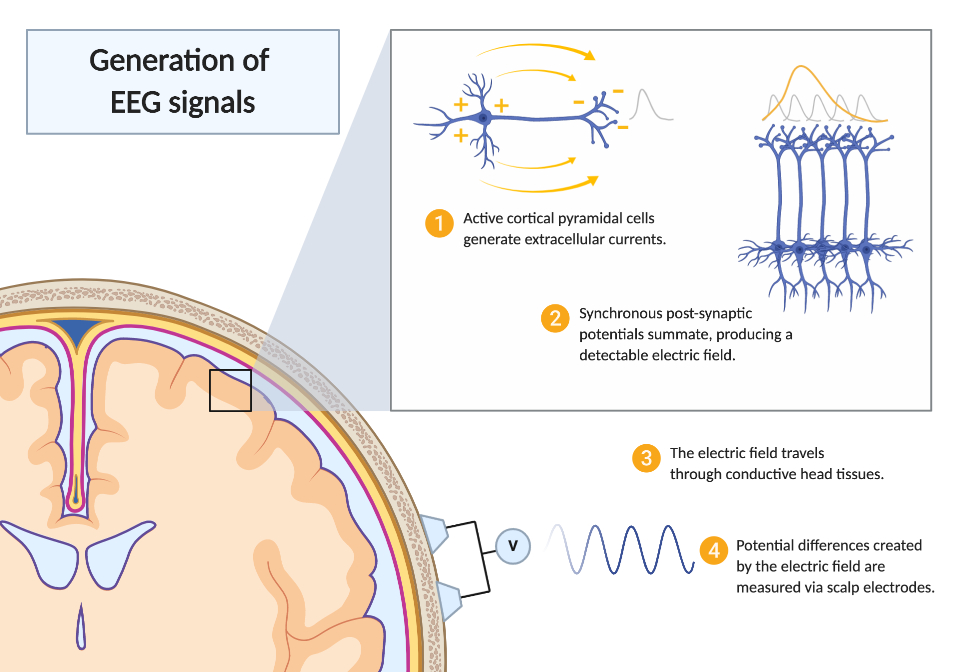 Generation of
EEG signals
+
+
+
–
–
–
1
Active cortical pyramidal cells
generate extracellular currents.
2
Synchronous post-synaptic
potentials summate, producing a
detectable electric field.
3
The electric field travels
through conductive head tissues.
V
4
Potential differences created
by the electric field are
measured via scalp electrodes.